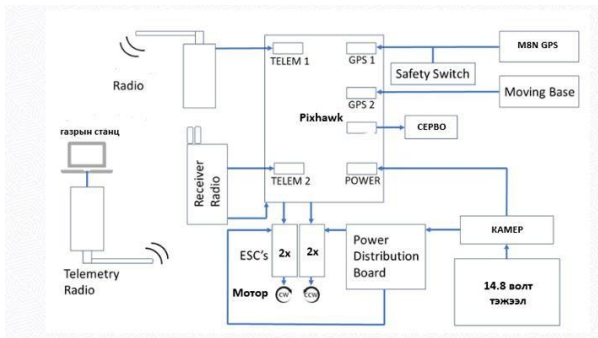 M8N GPS
TELEM 1
GPS 1
Safety Switch
Radio
GPS 2
Moving Base
Pixhawk
СЕРВО
газрын станц
Receiver
Radio
TELEM 2
POWER
ESC's
2x
2x
Power
Distribution
Board
КАМЕР
Telemetry
Radio
Мотор
CW
CCW
14.8 волт
тэжээл